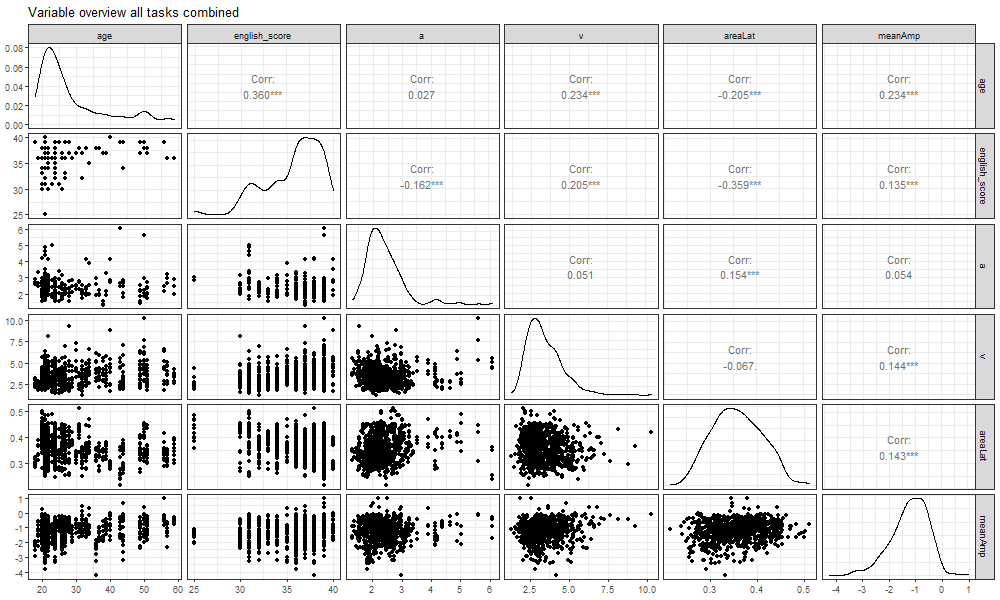 Variable overview all tasks combined
age english_score a v areaLat meanAmp
0.08
0.06
0.04
0.02
0.00
Corr:
0.360***
Corr:
0.027
Corr:
0.234***
Corr:
-0.205***
Corr:
0.234***
age
40
35
30
25
Corr:
-0.162***
Corr:
0.205***
Corr:
-0.359***
Corr:
0.135***
english_score
6
5
4
3
2
Corr:
0.051
Corr:
0.154***
Corr:
0.054
a
10.0
7.5
5.0
2.5
Corr:
-0.067.
Corr:
0.144***
v
0.5
0.4
0.3
Corr:
0.143***
areaLat
1
0
-1
-2
-3
-4
meanAmp
20 30 40 50 60 25 30 35 40 2 3 4 5 6 2.5 5.0 7.5 10.0 0.3 0.4 0.5 -4 -3 -2 -1 0 1